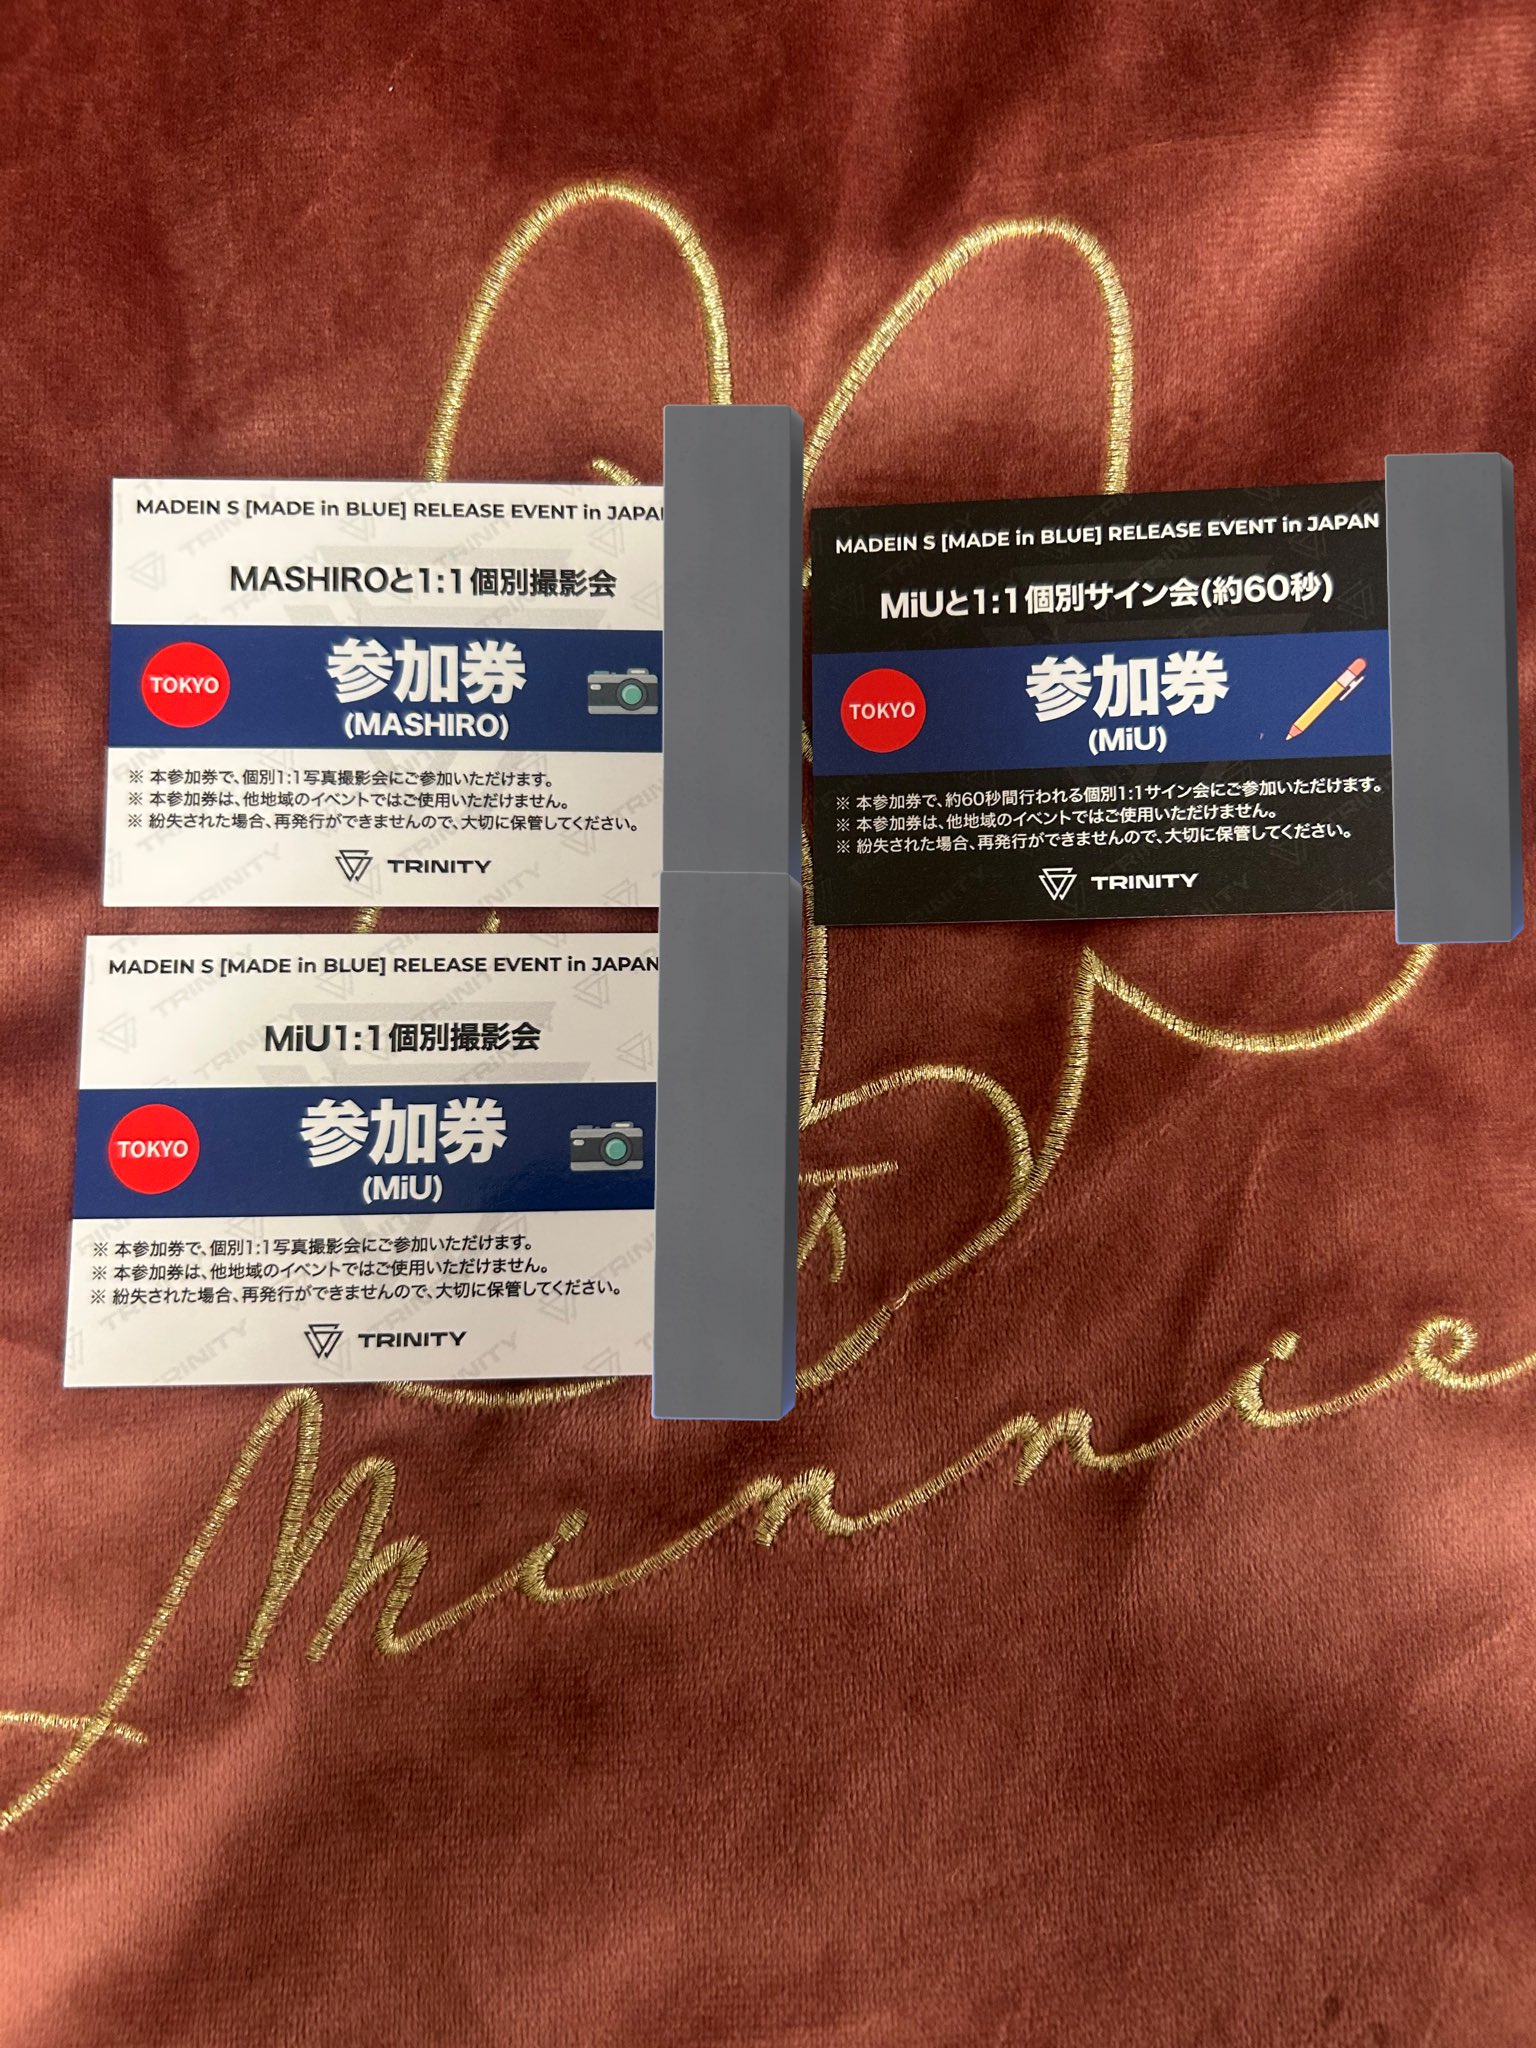 MADEIN S [MADE in BLUE] RELEASE EVENT in JAPAN
MASHIROと1:1個別撮影会
TOKYO
参加券
(MASHIRO)
※ 本参加券で、個別1:1写真撮影会にご参加いただけます。
※ 本参加券は、他地域のイベントではご使用いただけません。
※ 紛失された場合、再発行ができませんので、大切に保管してください。
TRINITY
MADEIN S [MADE in BLUE] RELEASE EVENT in JAPAN
MiUと1:1個別サイン会(約60秒)
TOKYO
参加券
(MiU)
※ 本参加券で、約60秒間行われる個別1:1サイン会にご参加いただけます。
※ 本参加券は、他地域のイベントではご使用いただけません。
※ 紛失された場合、再発行ができませんので、大切に保管してください。
TRINITY
MADEIN S [MADE in BLUE] RELEASE EVENT in JAPAN
MiU1:1個別撮影会
TOKYO
参加券
(MiU)
※ 本参加券で、個別1:1写真撮影会にご参加いただけます。
※ 本参加券は、他地域のイベントではご使用いただけません。
※ 紛失された場合、再発行ができませんので、大切に保管してください。
TRINITY
Minnie